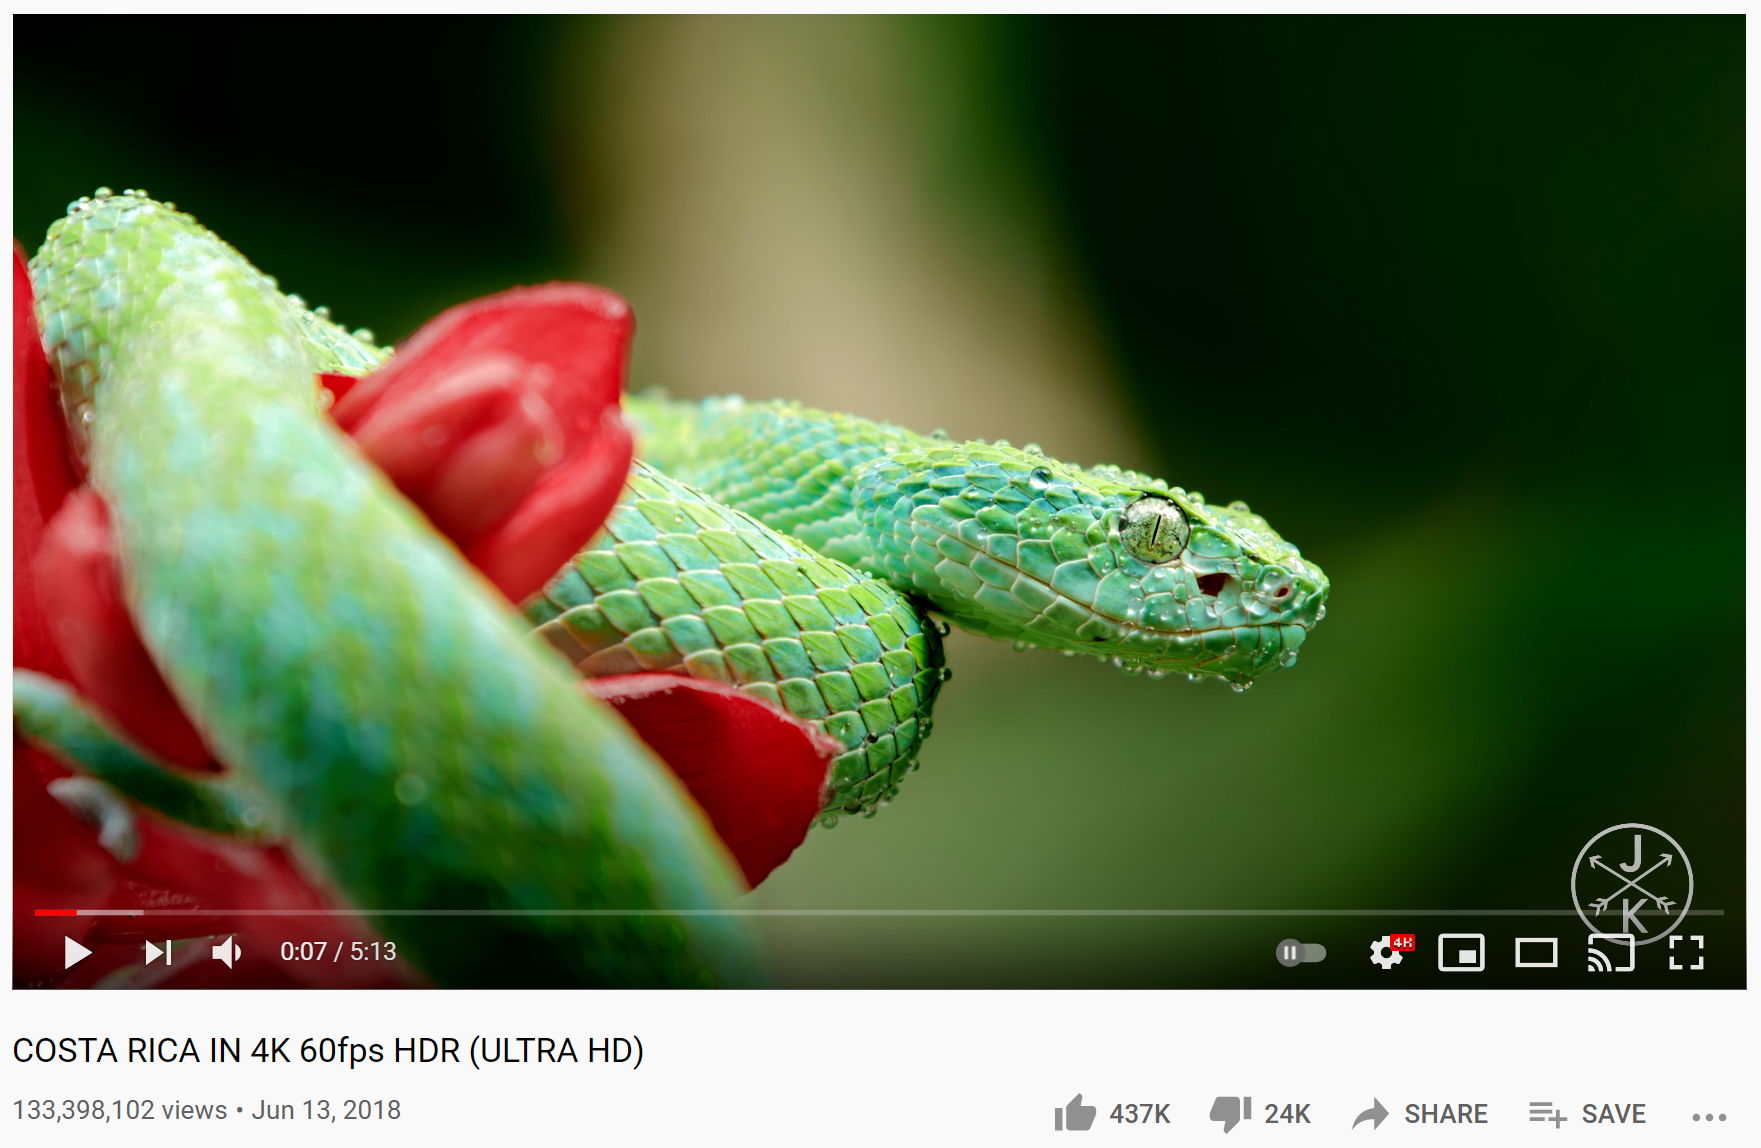 J
K
4K
0:07 / 5:13
COSTA RICA IN 4K 60fps HDR (ULTRA HD)
133,398,102 views • Jun 13, 2018
437K
24K
SHARE
SAVE